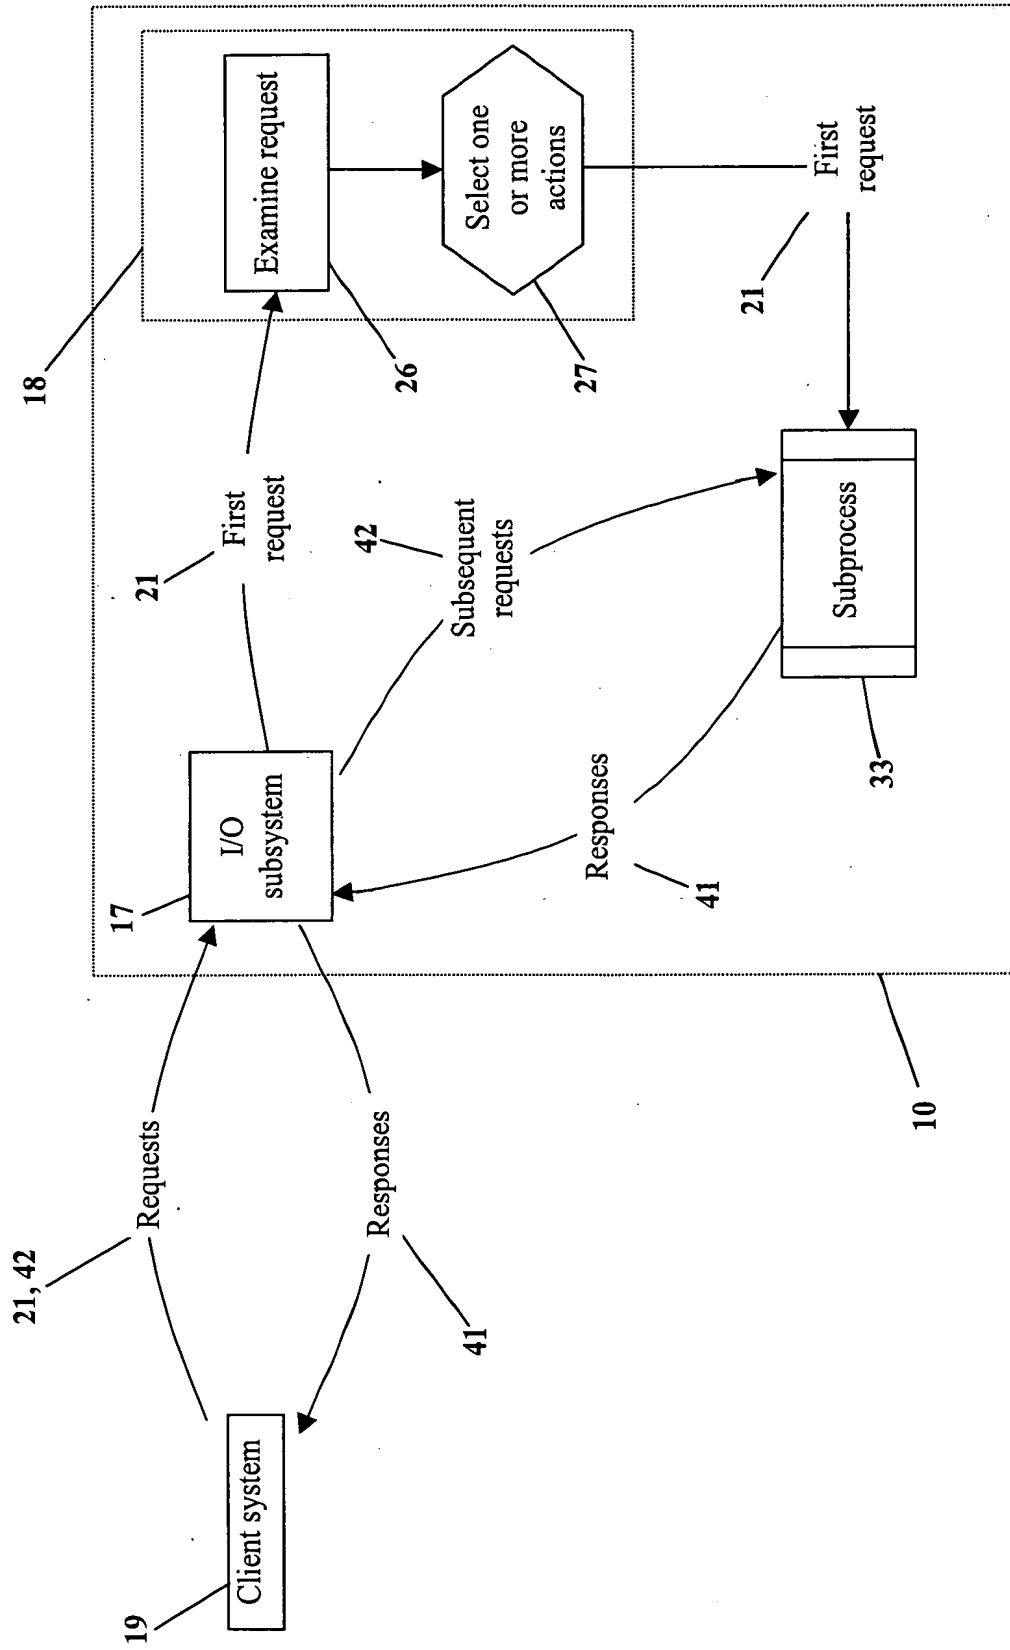 18
Examine request
26
Select one
or more
actions
27
First
request
21
21
First
request
42
Subsequent
requests
Subprocess
33
17
I/O
subsystem
Responses
41
10
21, 42
Requests
Responses
41
19
Client system